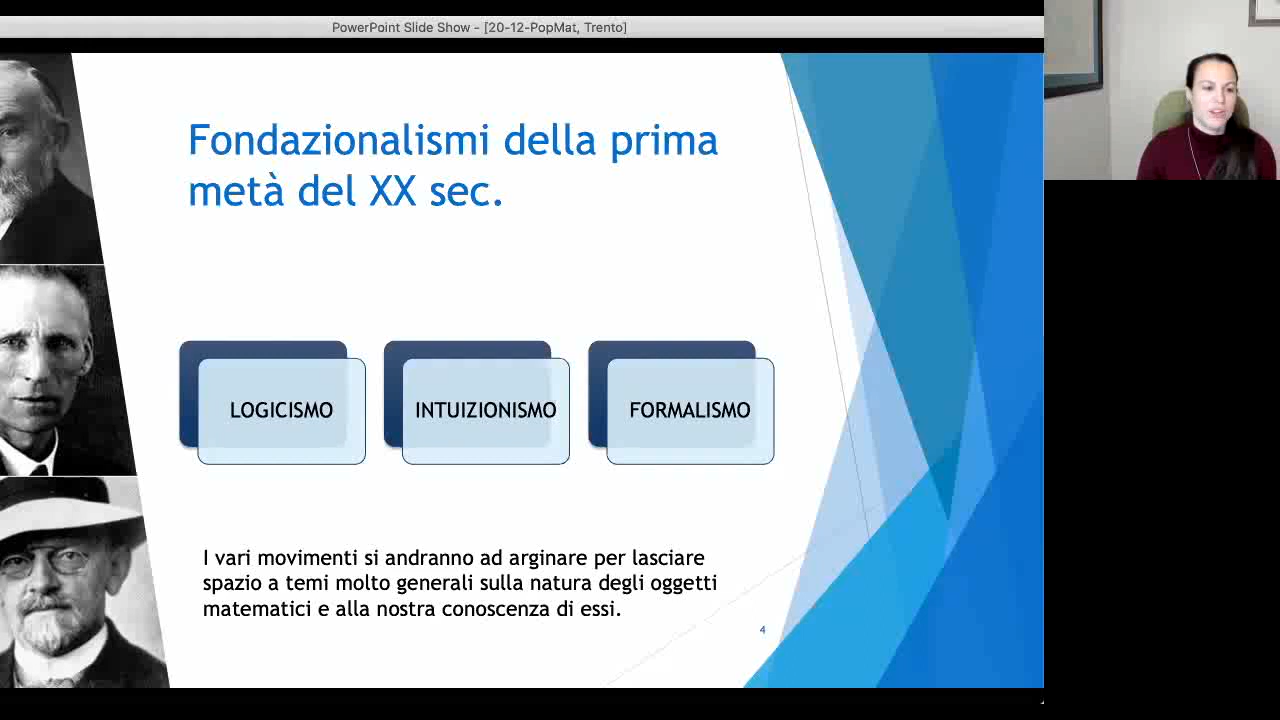 PowerPoint Slide Show - [20-12-PopMat, Trento]
Fondazionalismi della prima
metà del XX sec.
LOGICISMO
INTUIZIONISMO
FORMALISMO
I vari movimenti si andranno ad arginare per lasciare
spazio a temi molto generali sulla natura degli oggetti
matematici e alla nostra conoscenza di essi.
4